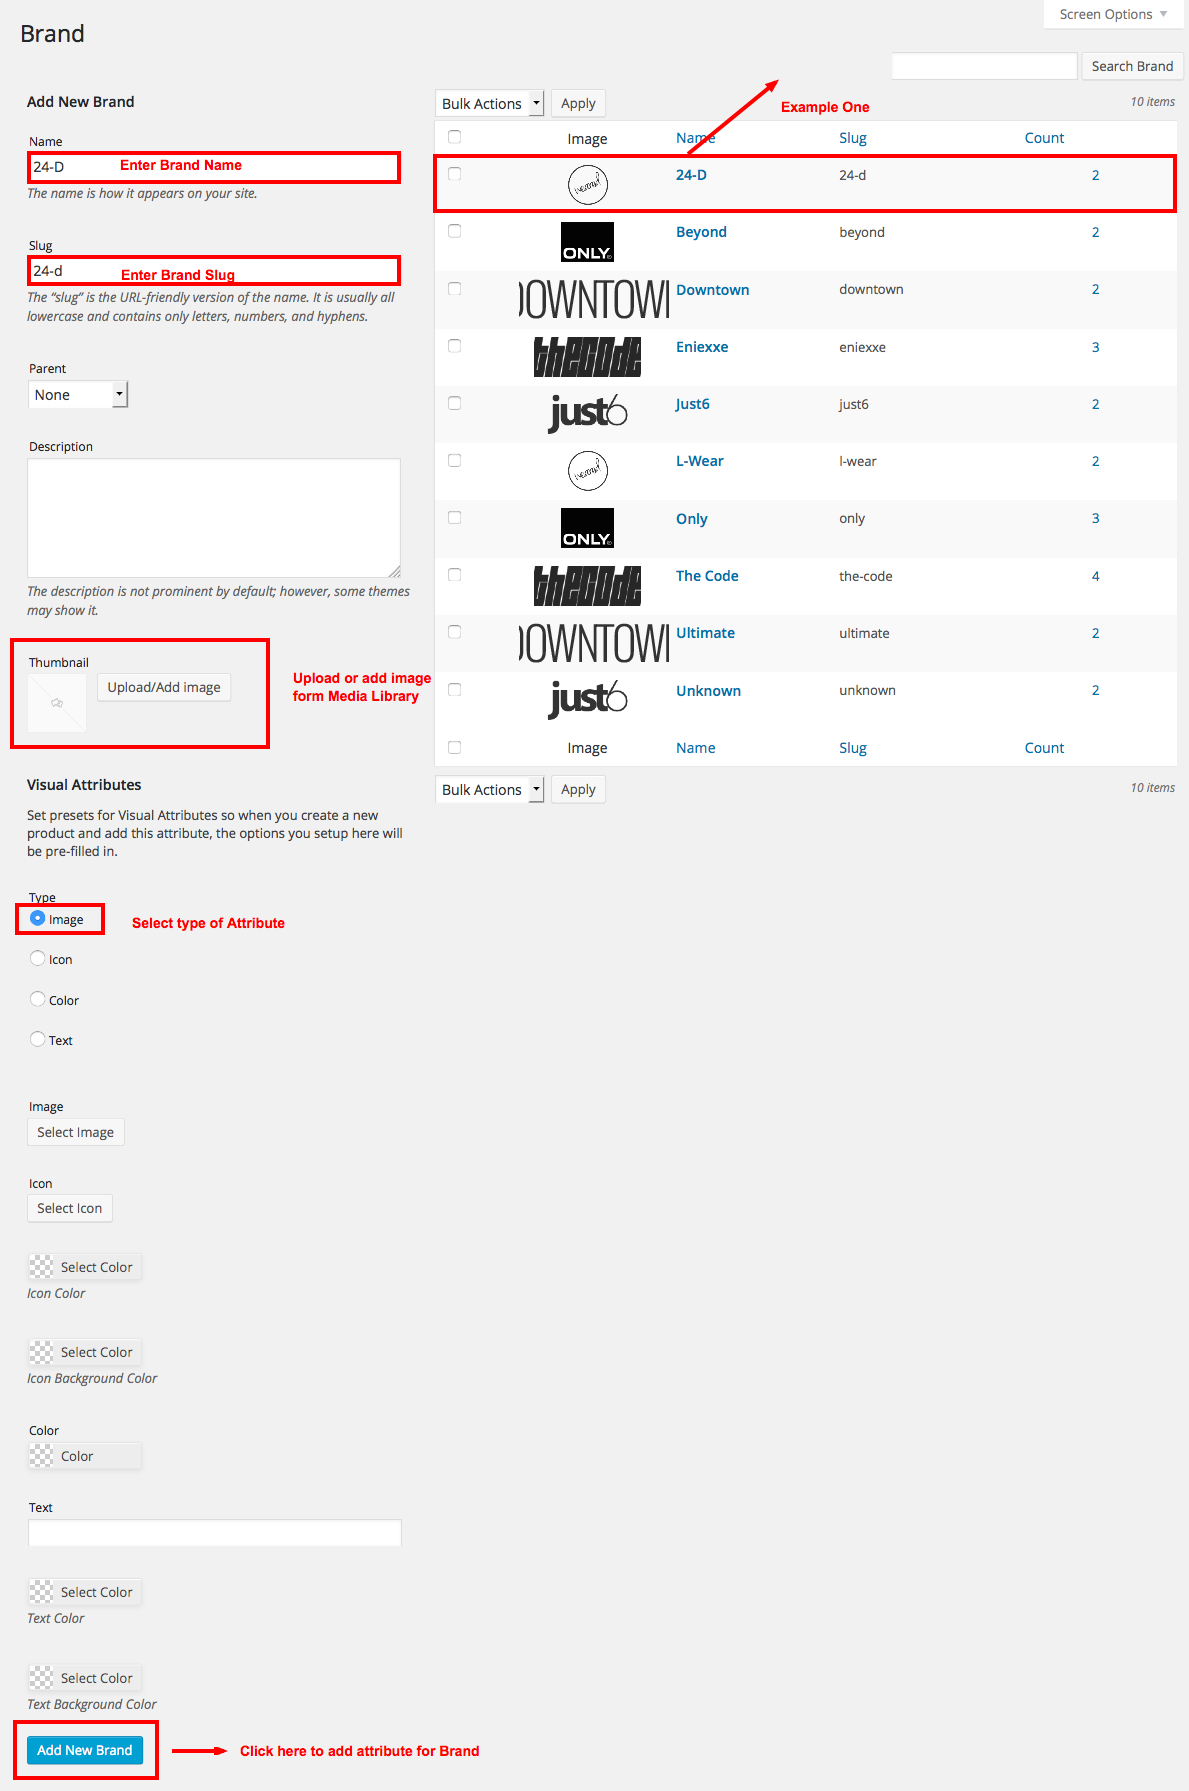 Screen Options
Brand
Search Brand
Add New Brand
Name
24-D Enter Brand Name
The name is how it appears on your site.
Slug
24-d Enter Brand Slug
The “slug” is the URL-friendly version of the name. It is usually all
lowercase and contains only letters, numbers, and hyphens.
Parent
None
Description
The description is not prominent by default; however, some themes
may show it.
Thumbnail
Upload/Add image
Upload or add image
form Media Library
Visual Attributes
Set presets for Visual Attributes so when you create a new
product and add this attribute, the options you setup here will
be pre-filled in.
Type
Image
Select type of Attribute
Icon
Color
Text
Image
Select Image
Icon
Select Icon
Select Color
Icon Color
Select Color
Icon Background Color
Color
Color
Text
Select Color
Text Color
Select Color
Text Background Color
Add New Brand
Click here to add attribute for Brand
Bulk Actions Apply
Example One
10 items
Image Name Slug Count
24-D 24-d 2
ONLY Beyond beyond 2
DOWNTOWN Downtown downtown 2
theCODe Eniexxe eniexxe 3
just6 Just6 just6 2
L-Wear l-wear 2
ONLY Only only 3
theCODe The Code the-code 4
DOWNTOWN Ultimate ultimate 2
just6 Unknown unknown 2
Image Name Slug Count
Bulk Actions Apply
10 items